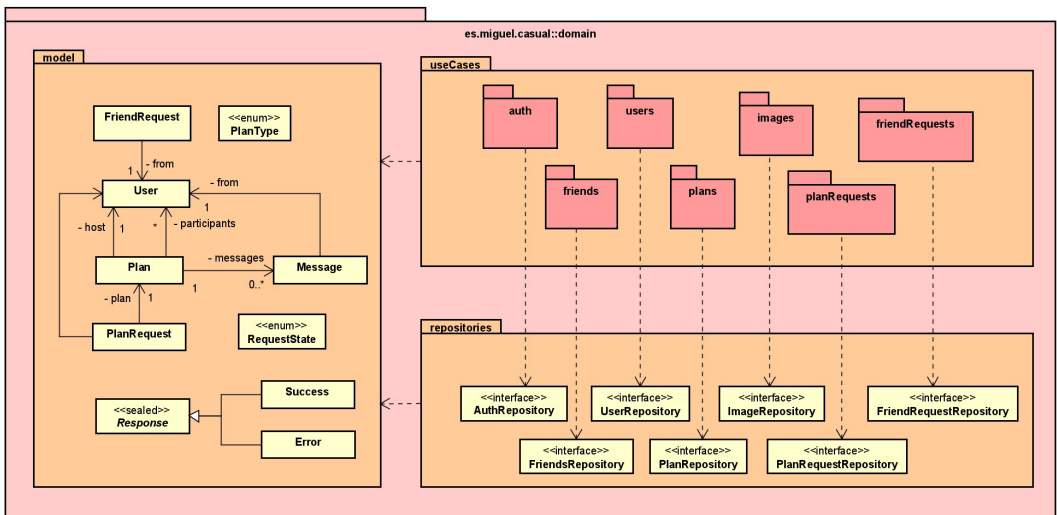 es.miguel.casual::domain
model
FriendRequest
<<enum>>
PlanType
1
- from
User
- from
1
- host
1
*
- participants
Plan
- messages
1
0..*
Message
- plan
1
PlanRequest
<<enum>>
RequestState
<<sealed>>
Response
Success
Error
useCases
auth
users
images
friendRequests
friends
plans
planRequests
repositories
<<interface>>
AuthRepository
<<interface>>
UserRepository
<<interface>>
ImageRepository
<<interface>>
FriendRequestRepository
<<interface>>
FriendsRepository
<<interface>>
PlanRepository
<<interface>>
PlanRequestRepository